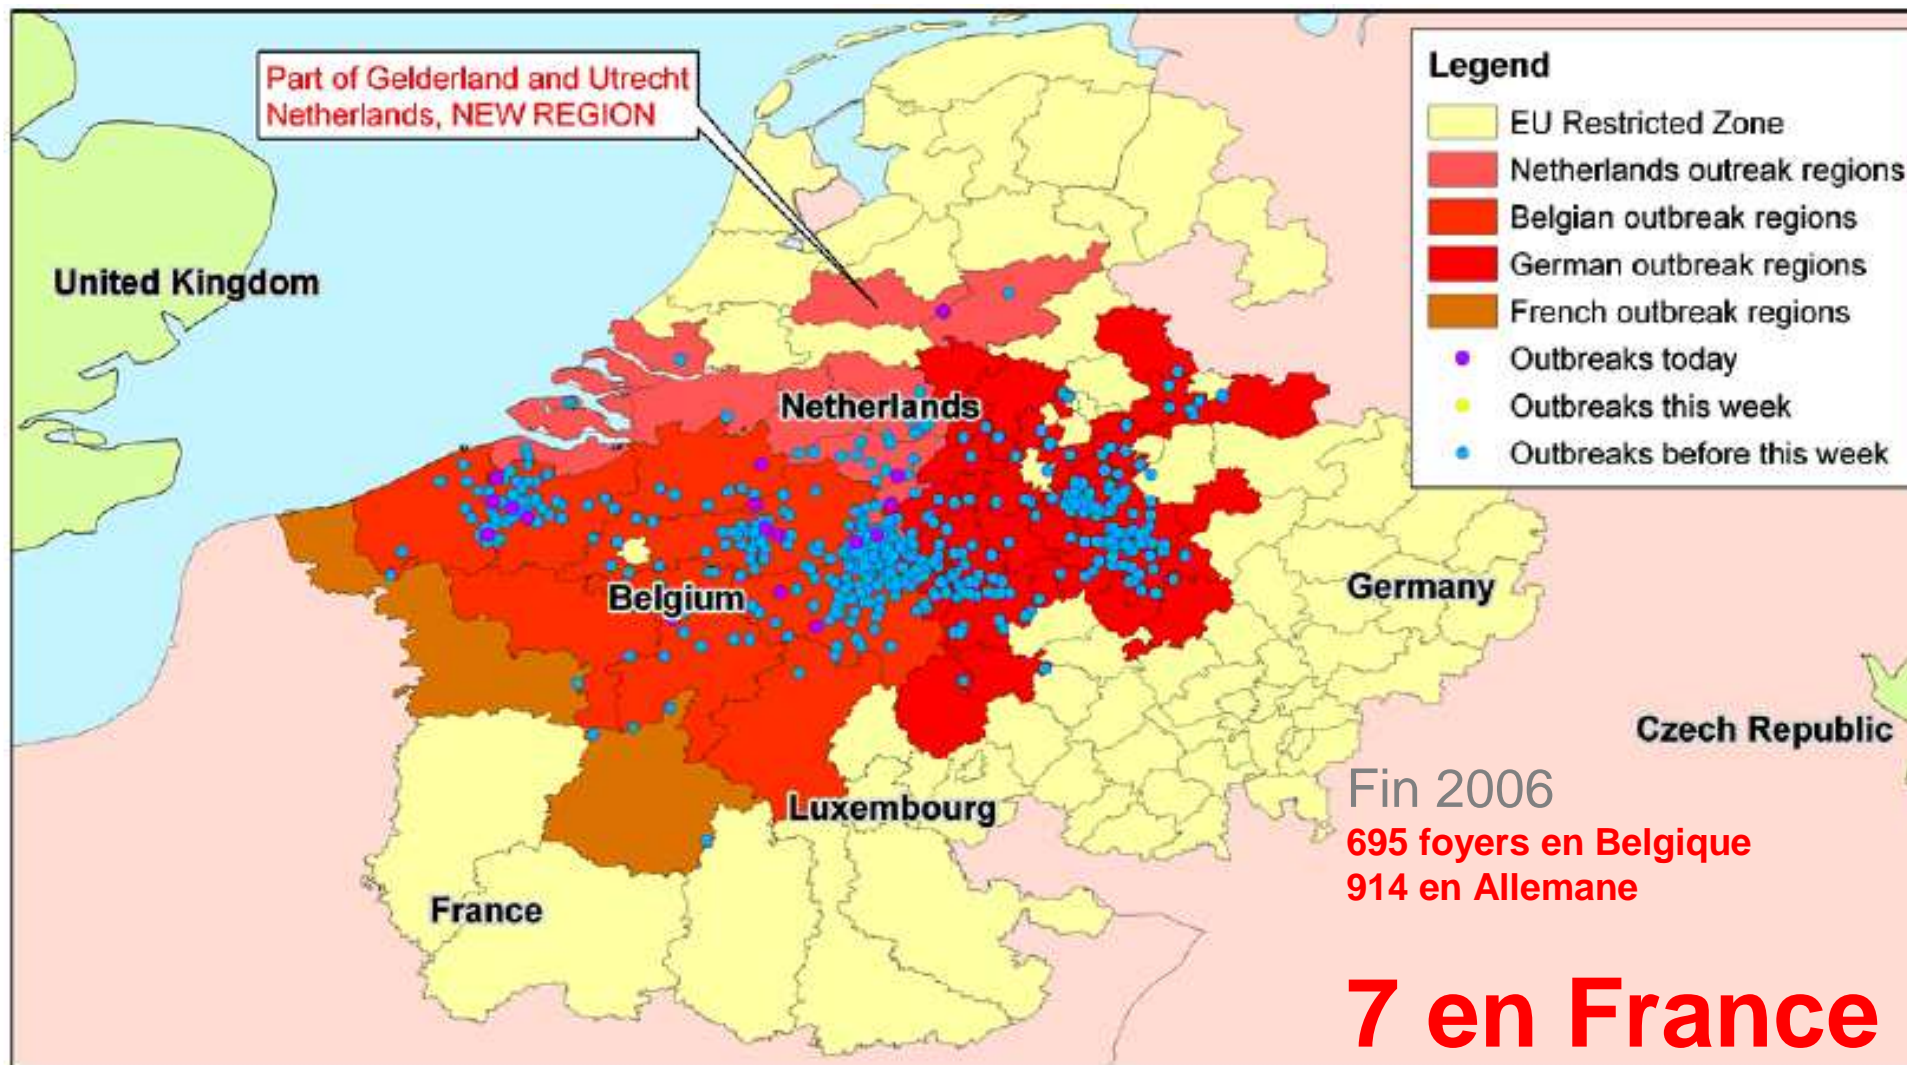 Part of Gelderland and Utrecht
Netherlands, NEW REGION
Legend
EU Restricted Zone
Netherlands outreak regions
Belgian outbreak regions
German outbreak regions
French outbreak regions
Outbreaks today
Outbreaks this week
Outbreaks before this week
United Kingdom
Netherlands
Belgium
Germany
Czech Republic
Luxembourg
France
Fin 2006
695 foyers en Belgique
914 en Allemane
7 en France